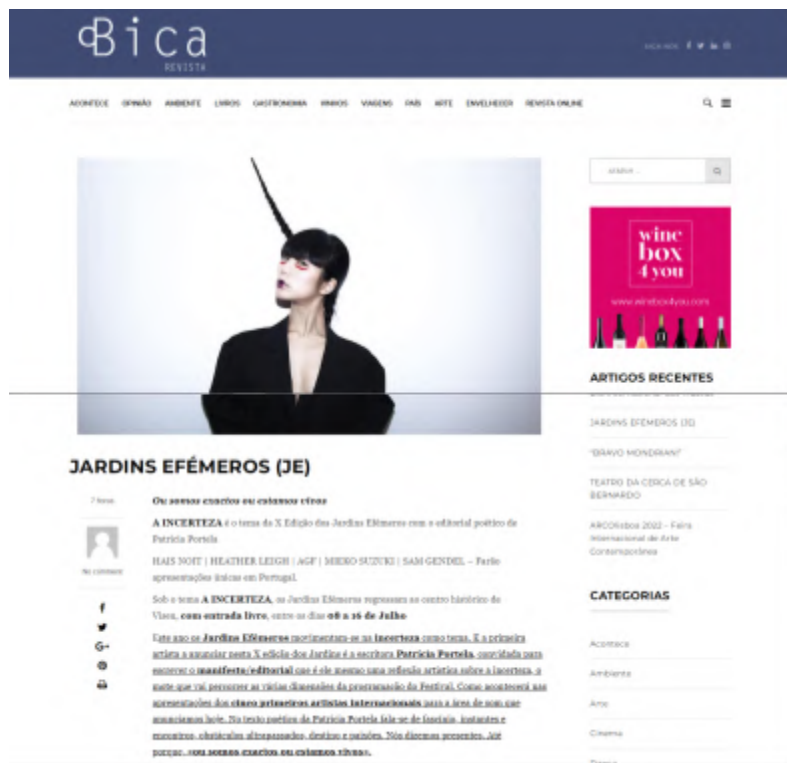 Bica
REVISTA
ACONTECE OPINIÃO AMBIENTE LIVROS GASTRONOMIA VINHOS VIAGENS PAÍS ARTE ENVELHECER REVISTA ONLINE
wine
box
4 you
www.winebox4you.com
ARTIGOS RECENTES
JARDINS EFÉMEROS (JE)
"BRAVO MONDRIAN!"
TEATRO DA CERCA DE SÃO
BERNARDO
ARCOlisboa 2022 – Feira
Internacional de Arte
Contemporânea
CATEGORIAS
Acontece
Ambiente
Arte
Cinema
JARDINS EFÉMEROS (JE)
No comment
Ou somos exactos ou estamos vivos
A INCERTEZA é o tema da X Edição dos Jardins Efémeros com o editorial poético de
Patrícia Portela
HAIS NOIT | HEATHER LEIGH | AGF | MIEKO SUZUKI | SAM GENDEL – Farão
apresentações únicas em Portugal.
Sob o tema A INCERTEZA, os Jardins Efémeros regressam ao centro histórico de
Viseu, com entrada livre, entre os dias 08 a 16 de Julho
Este ano os Jardins Efémeros movimentam-se na incerteza como tema. E a primeira
artista a anunciar nesta X edição dos Jardins é a escritora Patrícia Portela, convidada para
escrever o manifesto/editorial que é ele mesmo uma reflexão artística sobre a incerteza, o
mote que vai percorrer as várias dimensões da programação do Festival. Como acontecerá nas
apresentações dos cinco primeiros artistas internacionais para a área de som que
anunciamos hoje. No texto poético da Patrícia Portela fala-se de fascínio, instantes e
encontros, obstáculos ultrapassados, destino e paixões. Nós dizemos presentes. Até
porque, «ou somos exactos ou estamos vivos».